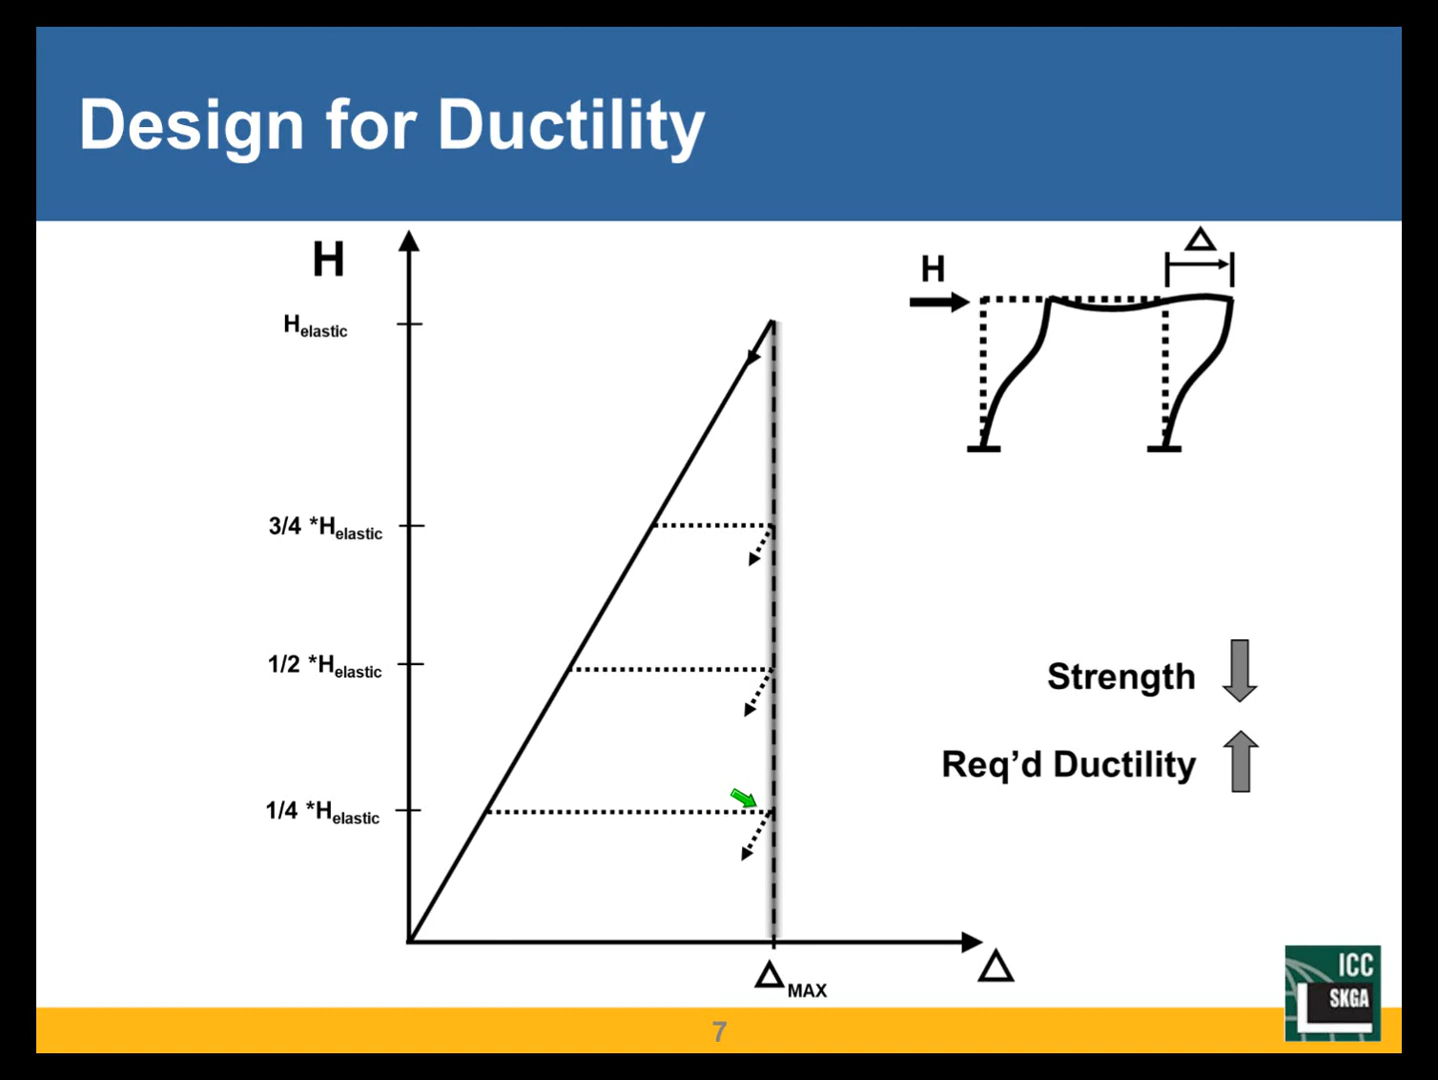 Design for Ductility
H
Helastic
3/4 *Helastic
1/2 *Helastic
1/4 *Helastic
Δ MAX
Δ
H
Δ
Strength
Req’d Ductility
ICC
SKGA
7